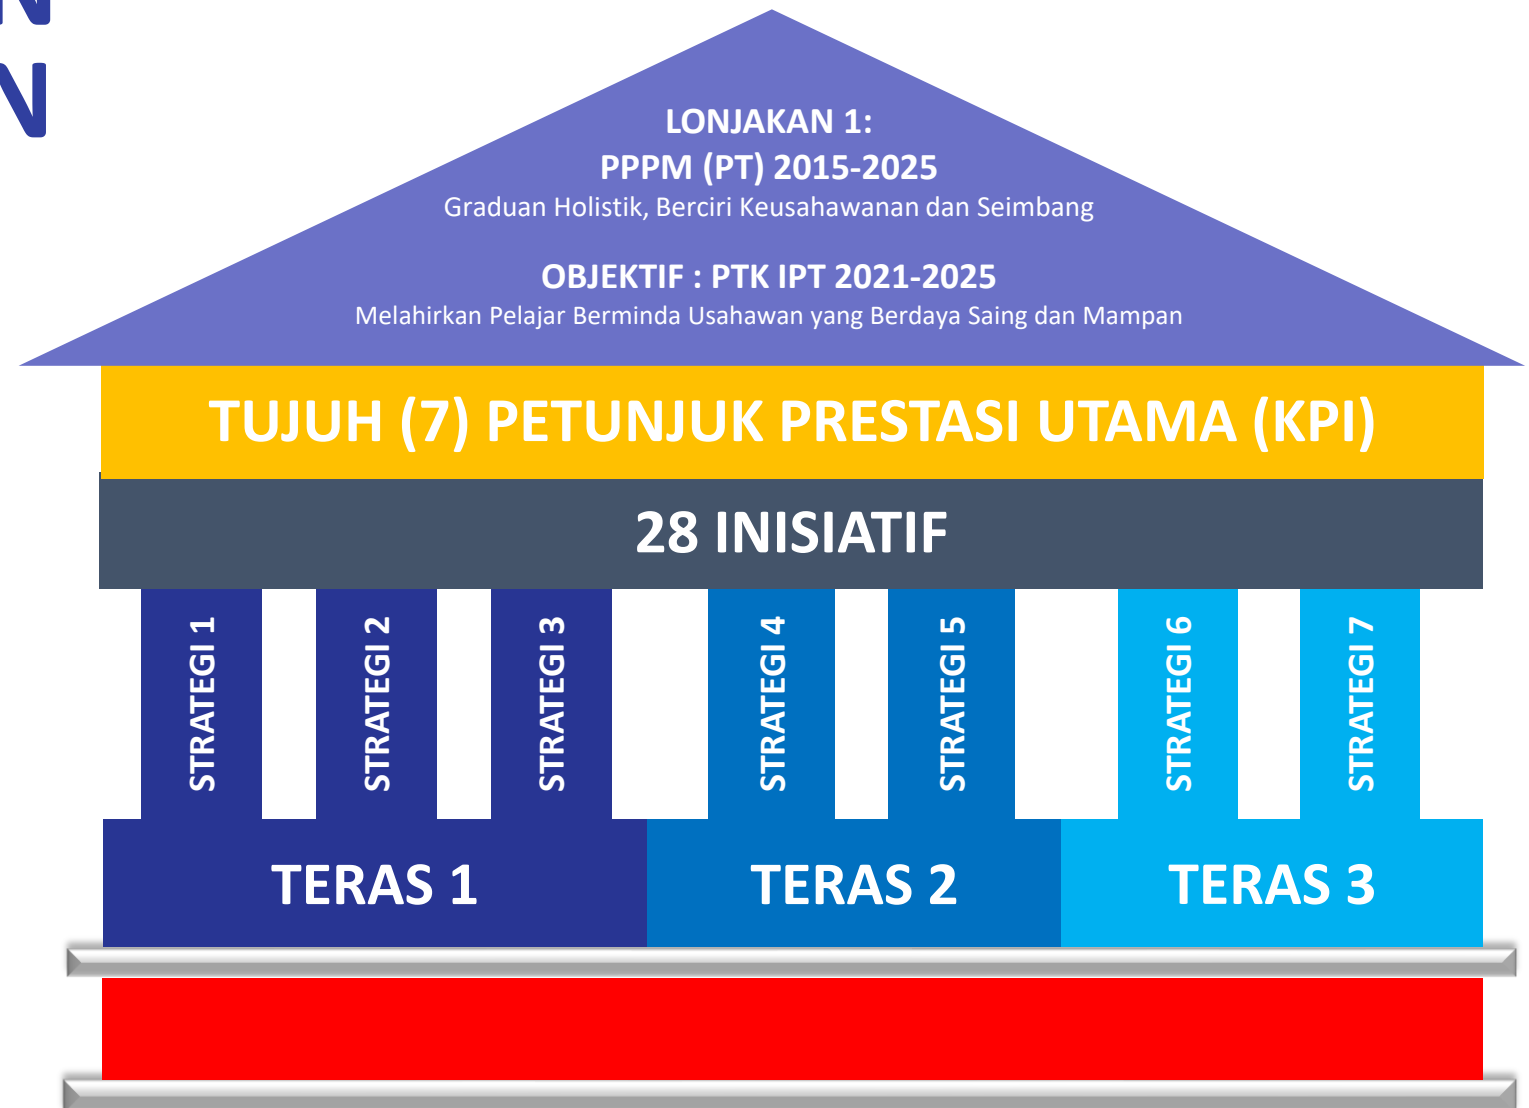 LONJAKAN 1:
PPPM (PT) 2015-2025
Graduan Holistik, Berciri Keusahawanan dan Seimbang
OBJEKTIF : PTK IPT 2021-2025
Melahirkan Pelajar Berminda Usahawan yang Berdaya Saing dan Mampan
TUJUH (7) PETUNJUK PRESTASI UTAMA (KPI)
28 INISIATIF
STRATEGI 1
STRATEGI 2
STRATEGI 3
STRATEGI 4
STRATEGI 5
STRATEGI 6
STRATEGI 7
TERAS 1
TERAS 2
TERAS 3